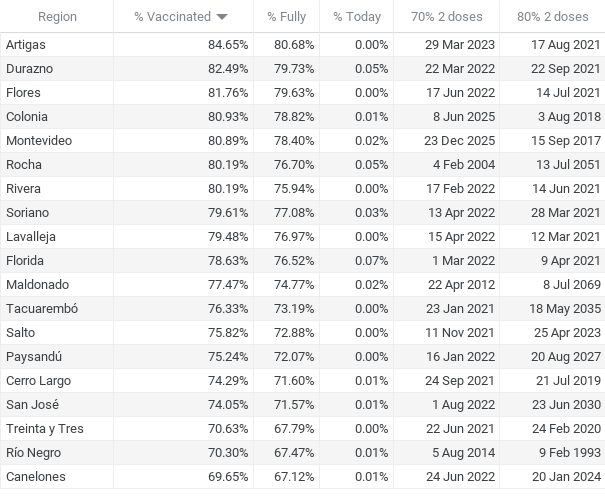 Region % Vaccinated % Fully % Today 70% 2 doses 80% 2 doses
Artigas 84.65% 80.68% 0.00% 29 Mar 2023 17 Aug 2021
Durazno 82.49% 79.73% 0.05% 22 Mar 2022 22 Sep 2021
Flores 81.76% 79.63% 0.00% 17 Jun 2022 14 Jul 2021
Colonia 80.93% 78.82% 0.01% 8 Jun 2025 3 Aug 2018
Montevideo 80.89% 78.40% 0.02% 23 Dec 2025 15 Sep 2017
Rocha 80.19% 76.70% 0.05% 4 Feb 2004 13 Jul 2051
Rivera 80.19% 75.94% 0.00% 17 Feb 2022 14 Jun 2021
Soriano 79.61% 77.08% 0.03% 13 Apr 2022 28 Mar 2021
Lavalleja 79.48% 76.97% 0.00% 15 Apr 2022 12 Mar 2021
Florida 78.63% 76.52% 0.07% 1 Mar 2022 9 Apr 2021
Maldonado 77.47% 74.77% 0.02% 22 Apr 2012 8 Jul 2069
Tacuarembó 76.33% 73.19% 0.00% 23 Jan 2021 18 May 2035
Salto 75.82% 72.88% 0.00% 11 Nov 2021 25 Apr 2023
Paysandú 75.24% 72.07% 0.00% 16 Jan 2022 20 Aug 2027
Cerro Largo 74.29% 71.60% 0.01% 24 Sep 2021 21 Jul 2019
San José 74.05% 71.57% 0.01% 1 Aug 2022 23 Jun 2030
Treinta y Tres 70.63% 67.79% 0.00% 22 Jun 2021 24 Feb 2020
Río Negro 70.30% 67.47% 0.01% 5 Aug 2014 9 Feb 1993
Canelones 69.65% 67.12% 0.01% 24 Jun 2022 20 Jan 2024